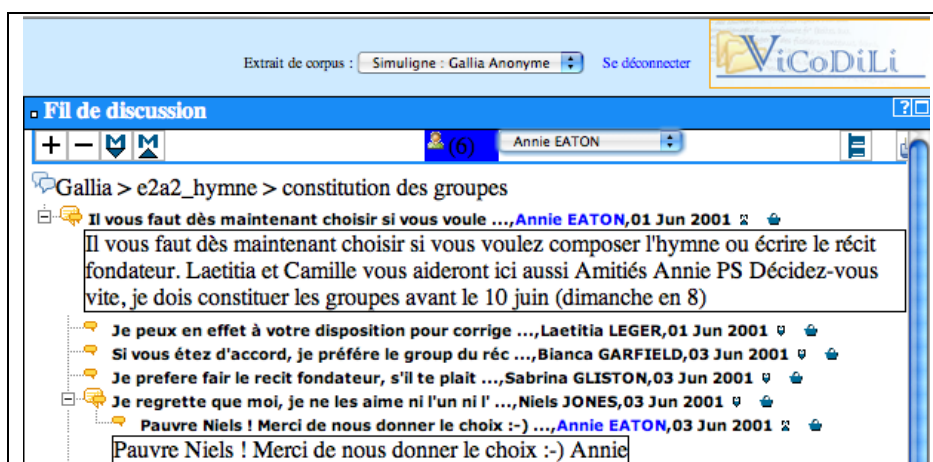 Extrait de corpus : Simuligne : Gallia Anonyme Se déconnecter ViCoDiLi
Fil de discussion ?
+ − (6) Annie EATON
Gallia > e2a2_hymne > constitution des groupes
Il vous faut dès maintenant choisir si vous voule ...,Annie EATON,01 Jun 2001
Il vous faut dès maintenant choisir si vous voulez composer l'hymne ou écrire le récit
fondateur. Laetitia et Camille vous aideront ici aussi Amitiés Annie PS Décidez-vous
vite, je dois constituer les groupes avant le 10 juin (dimanche en 8)
Je peux en effet à votre disposition pour corrige ...,Laetitia LEGER,01 Jun 2001
Si vous étez d'accord, je préfére le group du réc ...,Bianca GARFIELD,03 Jun 2001
Je prefere fair le recit fondateur, s'il te plait ...,Sabrina GLISTON,03 Jun 2001
Je regrette que moi, je ne les aime ni l'un ni l' ...,Niels JONES,03 Jun 2001
Pauvre Niels ! Merci de nous donner le choix :-) ...,Annie EATON,03 Jun 2001
Pauvre Niels ! Merci de nous donner le choix :-) Annie